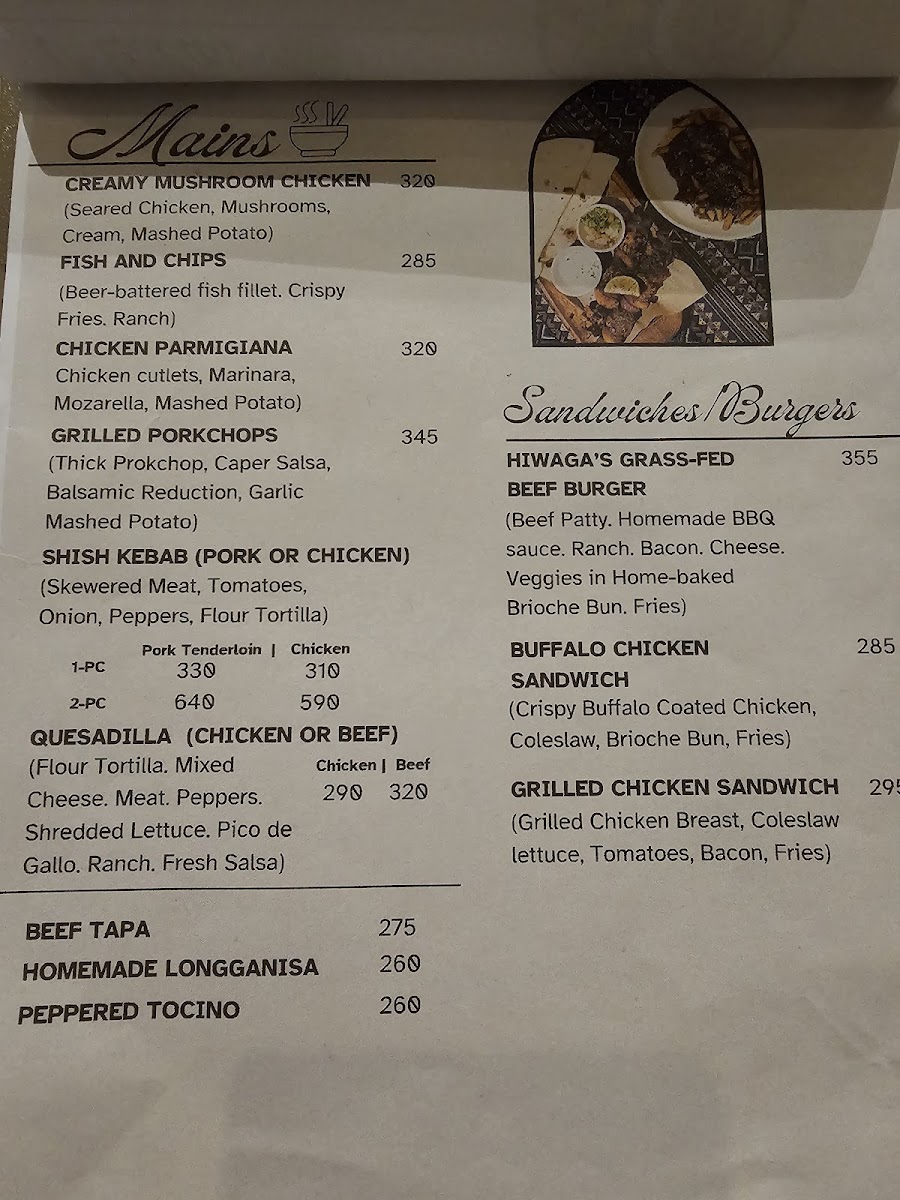 Mains
CREAMY MUSHROOM CHICKEN 320
(Seared Chicken, Mushrooms,
Cream, Mashed Potato)
FISH AND CHIPS 285
(Beer-battered fish fillet. Crispy
Fries. Ranch)
CHICKEN PARMIGIANA 320
Chicken cutlets, Marinara,
Mozarella, Mashed Potato)
GRILLED PORKCHOPS 345
(Thick Prokchop, Caper Salsa,
Balsamic Reduction, Garlic
Mashed Potato)
SHISH KEBAB (PORK OR CHICKEN)
(Skewered Meat, Tomatoes,
Onion, Peppers, Flour Tortilla)
Pork Tenderloin | Chicken
1-PC 330 310
2-PC 640 590
QUESADILLA (CHICKEN OR BEEF)
(Flour Tortilla. Mixed Chicken | Beef
Cheese. Meat. Peppers. 290 320
Shredded Lettuce. Pico de
Gallo. Ranch. Fresh Salsa)
BEEF TAPA 275
HOMEMADE LONGGANISA 260
PEPPERED TOCINO 260
Sandwiches/Burgers
HIWAGA'S GRASS-FED 355
BEEF BURGER
(Beef Patty. Homemade BBQ
sauce. Ranch. Bacon. Cheese.
Veggies in Home-baked
Brioche Bun. Fries)
BUFFALO CHICKEN 285
SANDWICH
(Crispy Buffalo Coated Chicken,
Coleslaw, Brioche Bun, Fries)
GRILLED CHICKEN SANDWICH 295
(Grilled Chicken Breast, Coleslaw
lettuce, Tomatoes, Bacon, Fries)